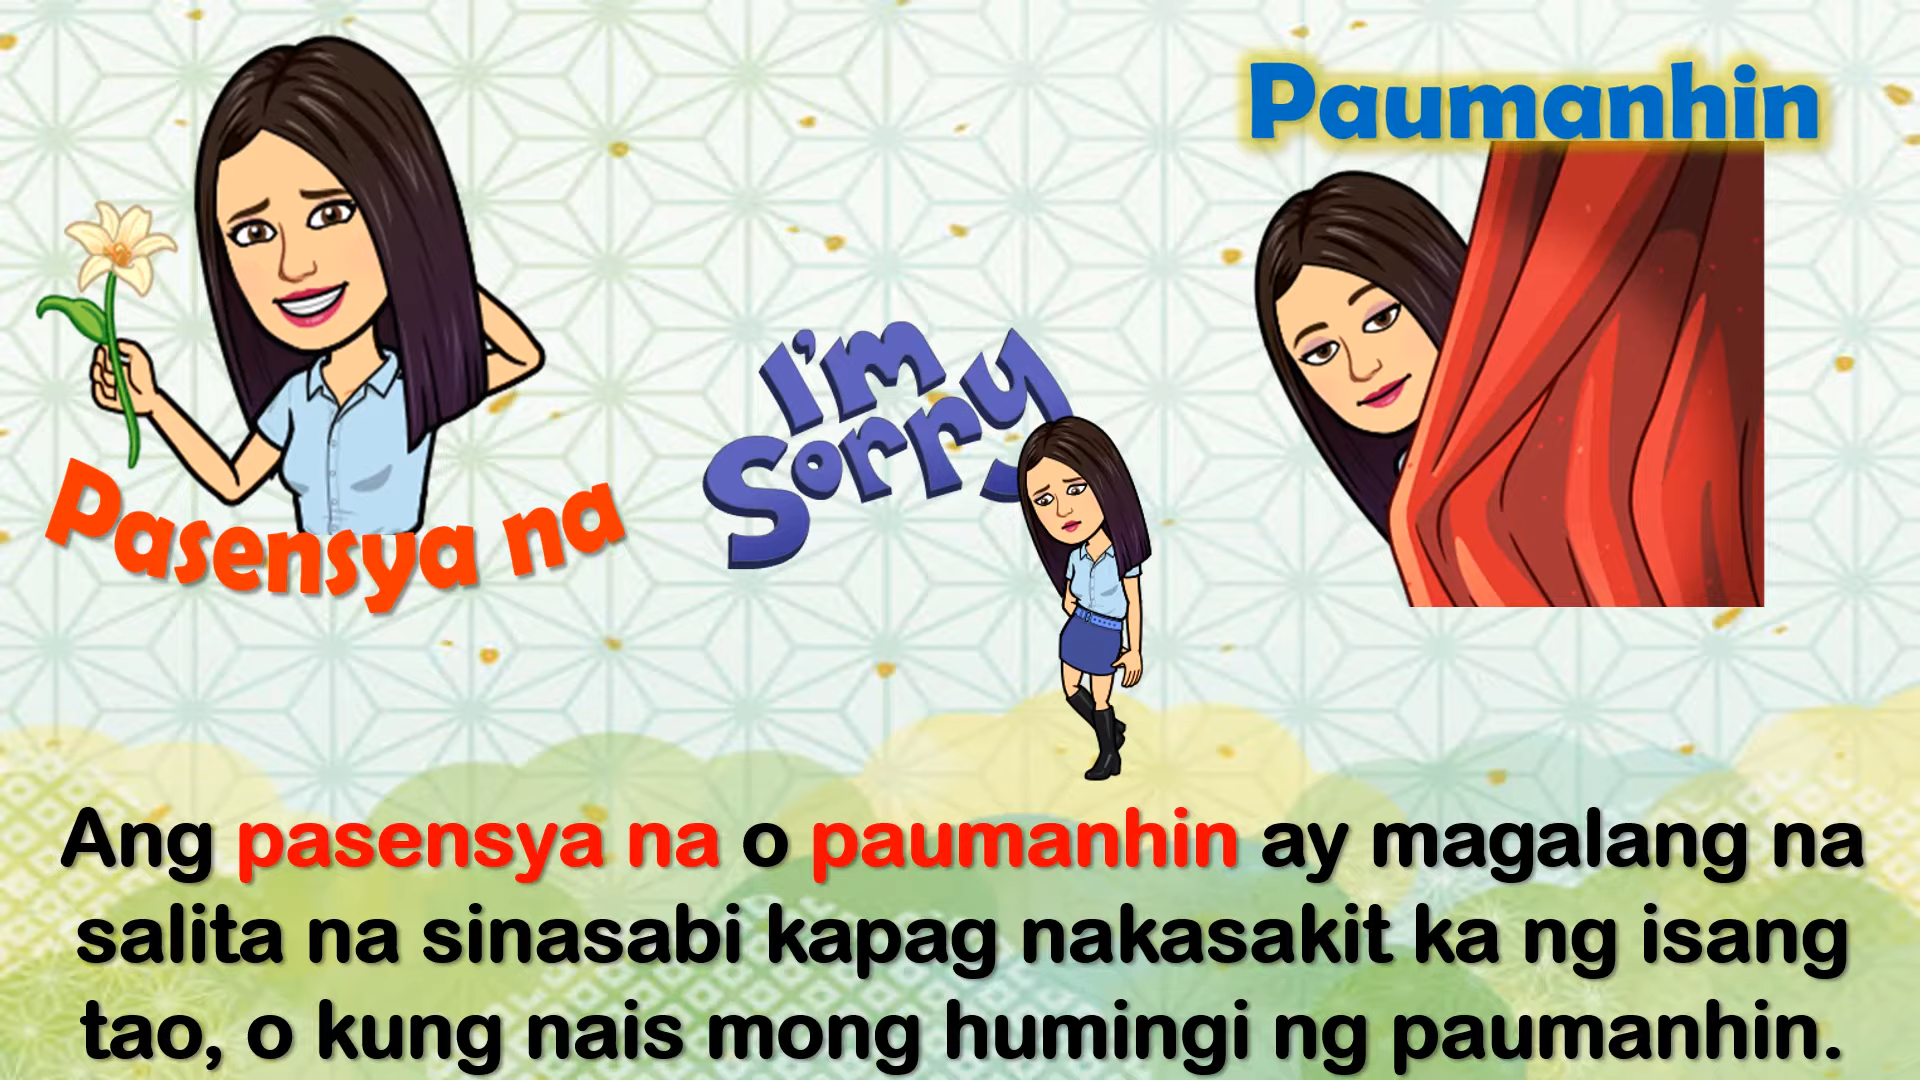 Paumanhin
I'm
Sorry
Pasensya na
Ang pasensya na o paumanhin ay magalang na
salita na sinasabi kapag nakasakit ka ng isang
tao, o kung nais mong humingi ng paumanhin.